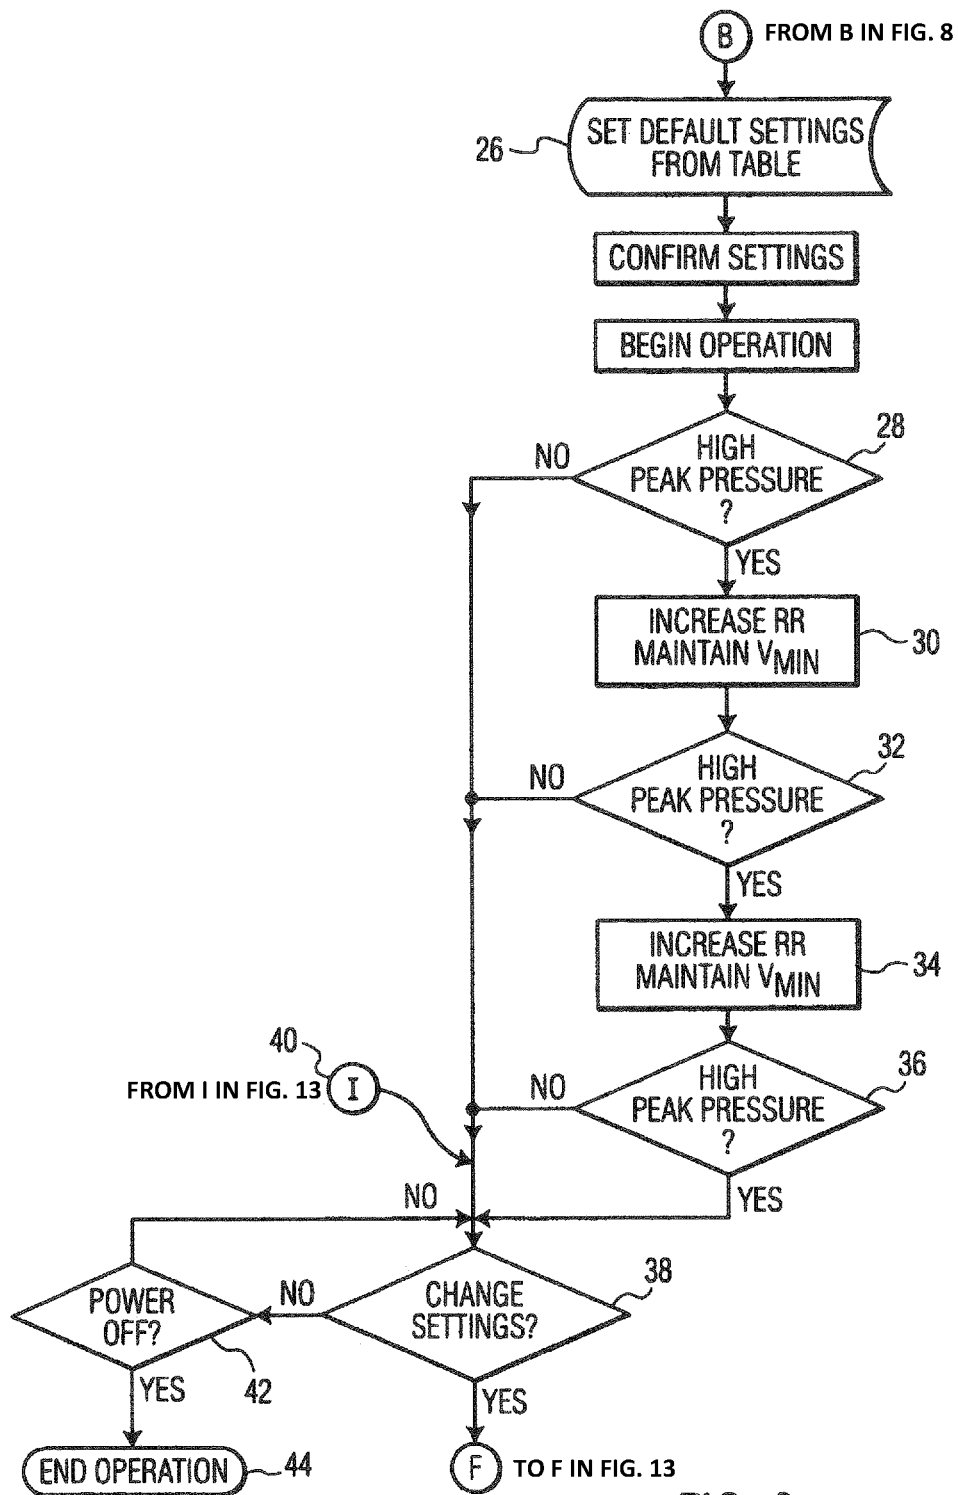 B FROM B IN FIG. 8
SET DEFAULT SETTINGS
FROM TABLE
26
CONFIRM SETTINGS
BEGIN OPERATION
28
HIGH
PEAK PRESSURE
?
NO
YES
INCREASE RR
MAINTAIN VMIN
30
32
HIGH
PEAK PRESSURE
?
NO
YES
INCREASE RR
MAINTAIN VMIN
34
40
FROM I IN FIG. 13 I
36
HIGH
PEAK PRESSURE
?
NO
YES
NO
38
CHANGE
SETTINGS?
NO
POWER
OFF?
42
YES
YES
END OPERATION
44
F TO F IN FIG. 13